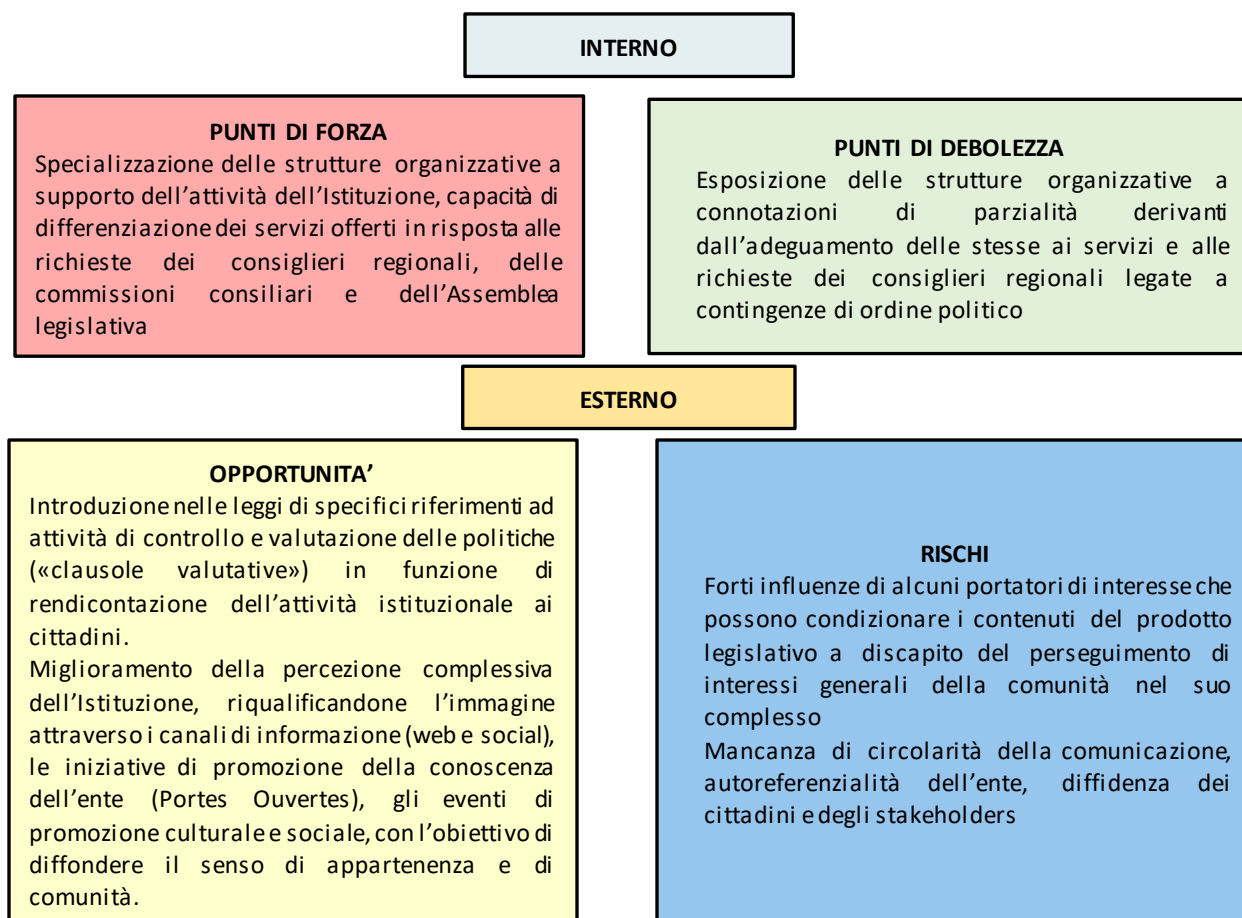 INTERNO
PUNTI DI FORZA
Specializzazione delle strutture organizzative a
supporto dell'attività dell'Istituzione, capacità di
differenziazione dei servizi offerti in risposta alle
richieste dei consiglieri regionali, delle
commissioni consiliari e dell'Assemblea
legislativa
PUNTI DI DEBOLEZZA
Esposizione delle strutture organizzative a
connotazioni di parzialità derivanti
dall'adeguamento delle stesse ai servizi e alle
richieste dei consiglieri regionali legate a
contingenze di ordine politico
ESTERNO
OPPORTUNITA'
Introduzione nelle leggi di specifici riferimenti ad
attività di controllo e valutazione delle politiche
(«clausole valutative») in funzione di
rendicontazione dell'attività istituzionale ai
cittadini.
Miglioramento della percezione complessiva
dell'Istituzione, riqualificandone l'immagine
attraverso i canali di informazione (web e social),
le iniziative di promozione della conoscenza
dell'ente (Portes Ouvertes), gli eventi di
promozione culturale e sociale, con l'obiettivo di
diffondere il senso di appartenenza e di
comunità.
RISCHI
Forti influenze di alcuni portatori di interesse che
possono condizionare i contenuti del prodotto
legislativo a discapito del perseguimento di
interessi generali della comunità nel suo
complesso
Mancanza di circolarità della comunicazione,
autoreferenzialità dell'ente, diffidenza dei
cittadini e degli stakeholders